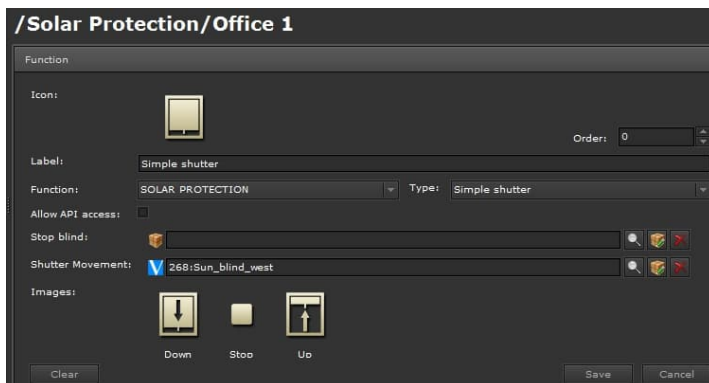 /Solar Protection/Office 1
Function
Icon:
Order: 0
Label: Simple shutter
Function: SOLAR PROTECTION Type: Simple shutter
Allow API access:
Stop blind:
Shutter Movement: V 268:Sun_blind_west
Images:
Down Stop Up
Clear Save Cancel